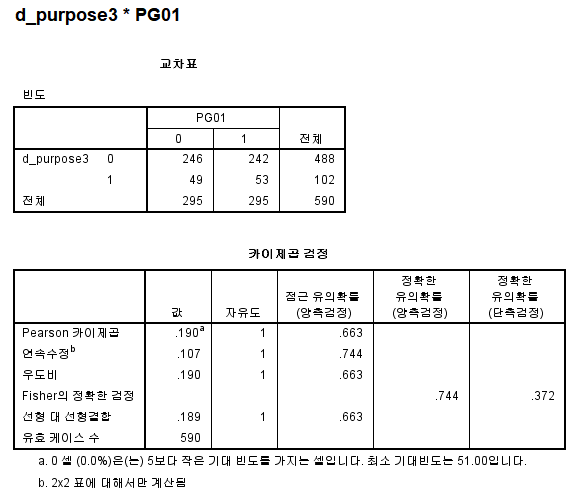 d_purpose3 * PG01
교차표
빈도
PG01
0 1 전체
d_purpose3 0 246 242 488
1 49 53 102
전체 295 295 590
카이제곱 검정
값 자유도 점근 유의확률 (양측검정) 정확한 유의확률 (양측검정) 정확한 유의확률 (단측검정)
Pearson 카이제곱 .190a 1 .663
연속수정b .107 1 .744
우도비 .190 1 .663
Fisher의 정확한 검정 .744 .372
선형 대 선형결합 .189 1 .663
유효 케이스 수 590
a. 0 셀 (0.0%)은(는) 5보다 작은 기대 빈도를 가지는 셀입니다. 최소 기대빈도는 51.00입니다.
b. 2x2 표에 대해서만 계산됨